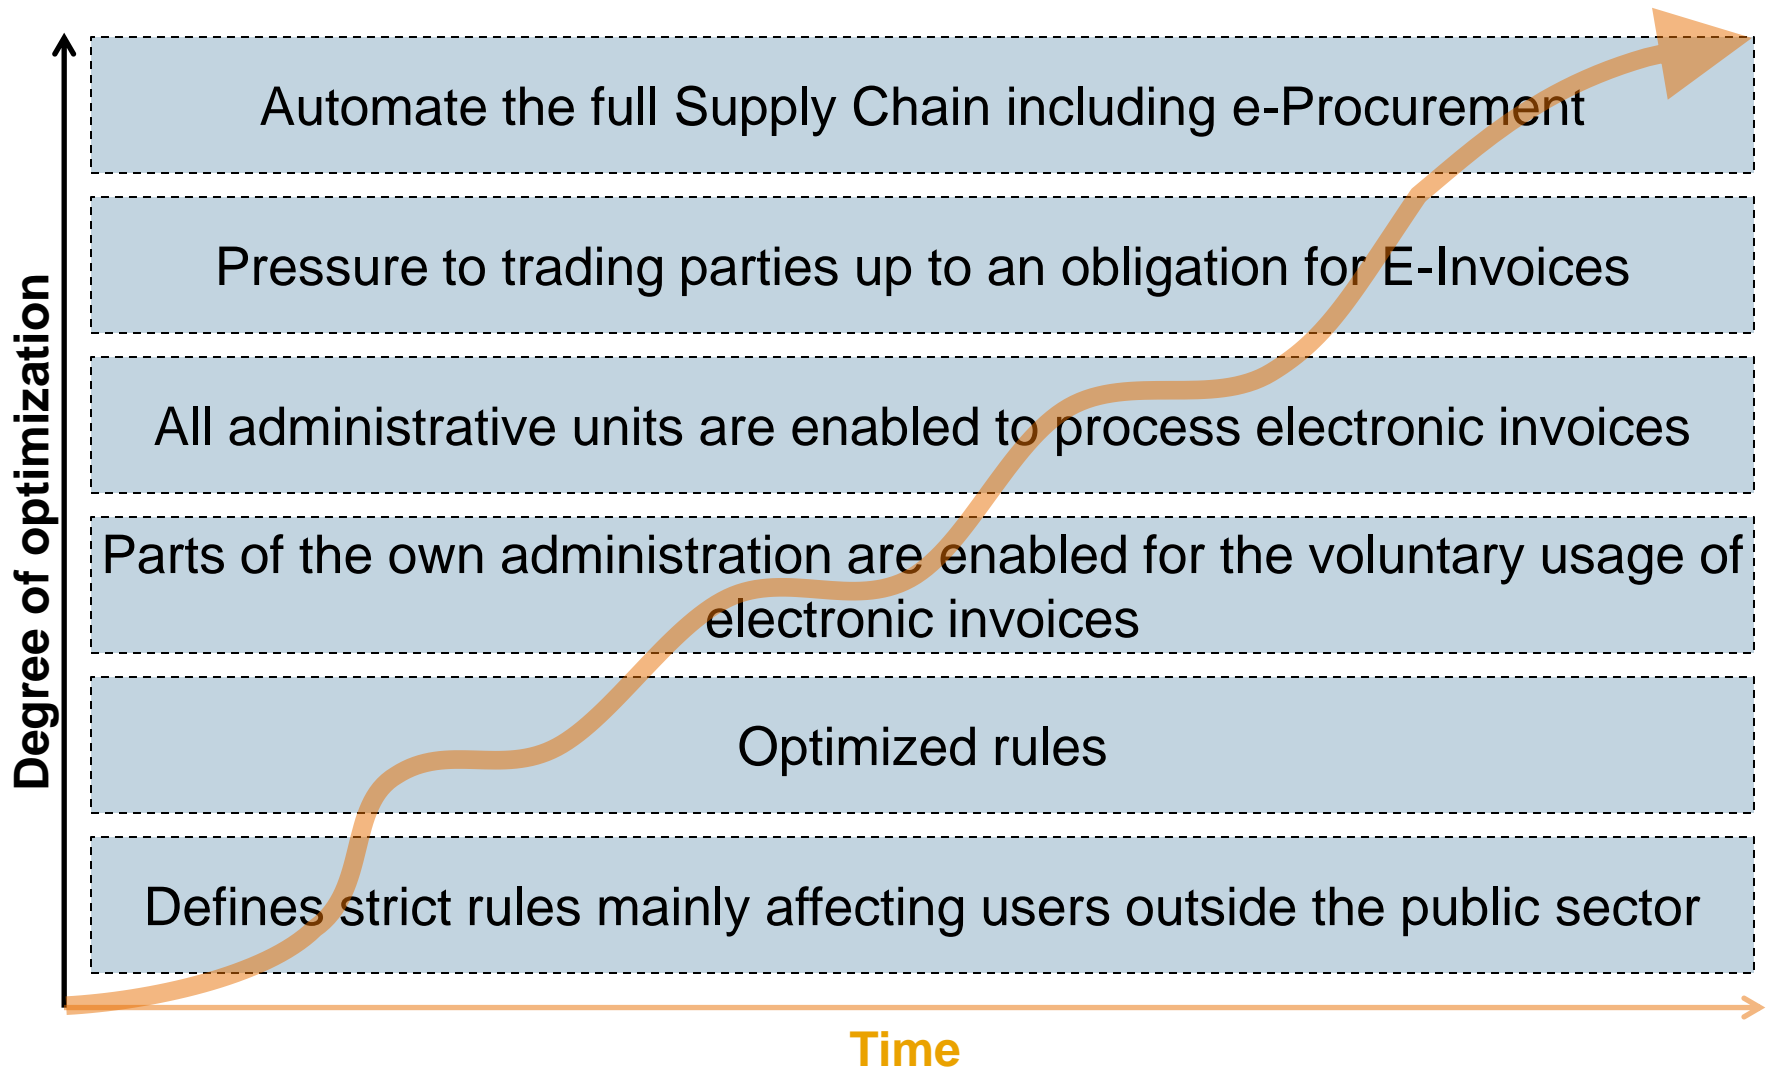 Automate the full Supply Chain including e-Procurement
Pressure to trading parties up to an obligation for E-Invoices
All administrative units are enabled to process electronic invoices
Parts of the own administration are enabled for the voluntary usage of
electronic invoices
Optimized rules
Defines strict rules mainly affecting users outside the public sector
Degree of optimization
Time